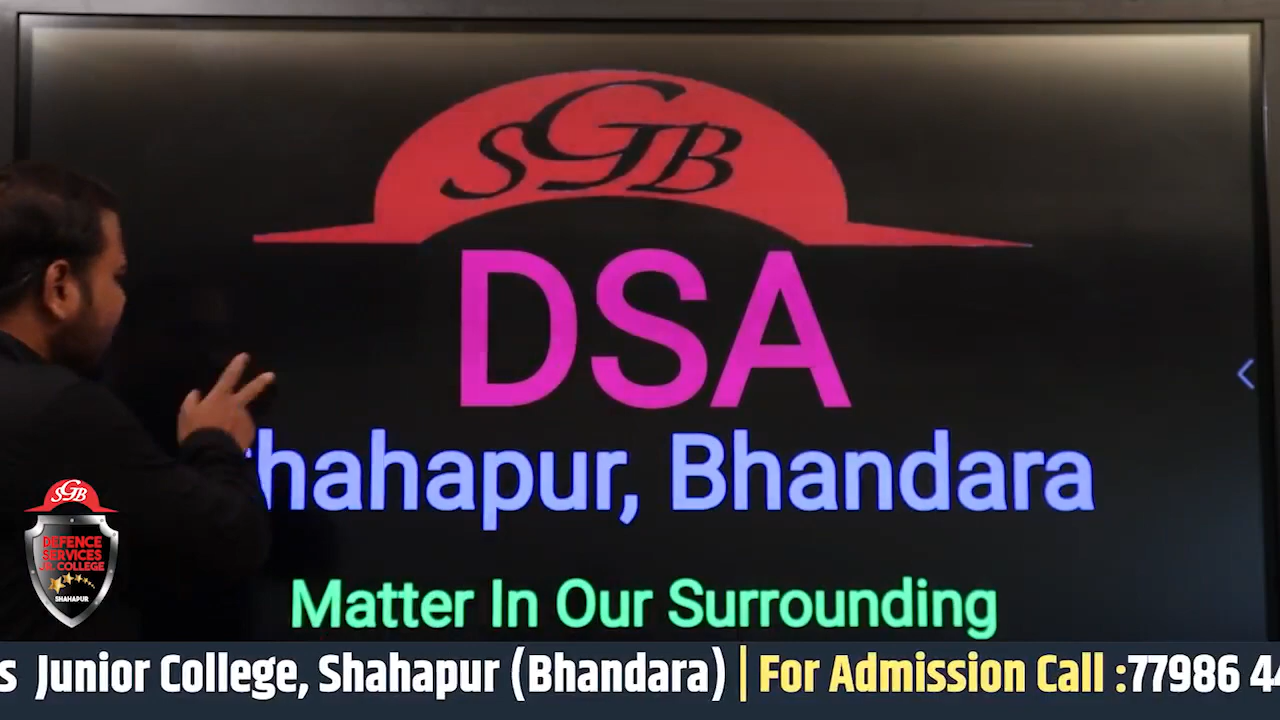 SGB
DSA
hahapur, Bhandara
Matter In Our Surrounding
SGB
DEFENCE
SERVICES
JR. COLLEGE
SHAHAPUR
s Junior College, Shahapur (Bhandara) | For Admission Call :77986 44